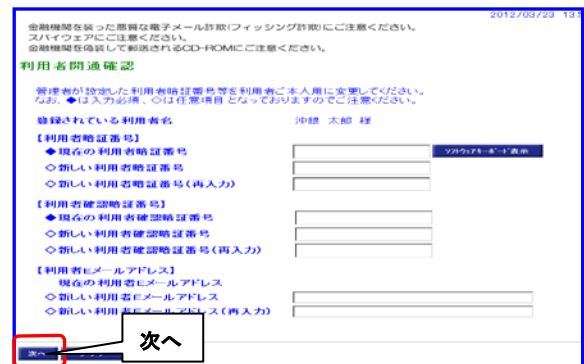 2012/03/23 13:
金融機関を装った悪質な電子メール詐欺(フィッシング詐欺)にご注意ください。
スパイウェアにご注意ください。
金融機関を偽装して郵送されるCD-ROMにご注意ください。
利用者開通確認
管理者が設定した利用者暗証番号等を利用者ご本人用に変更してください。
なお、◆は入力必須、◇は任意項目となっておりますのでご注意ください。
登録されている利用者名 沖銀 太郎 様
【利用者暗証番号】
◆現在の利用者暗証番号 ソフトウェアキーボード表示
◇新しい利用者暗証番号
◇新しい利用者暗証番号(再入力)
【利用者確認暗証番号】
◆現在の利用者確認暗証番号
◇新しい利用者確認暗証番号
◇新しい利用者確認暗証番号(再入力)
【利用者Eメールアドレス】
現在の利用者Eメールアドレス
◇新しい利用者Eメールアドレス
◇新しい利用者Eメールアドレス(再入力)
次へ
次へ